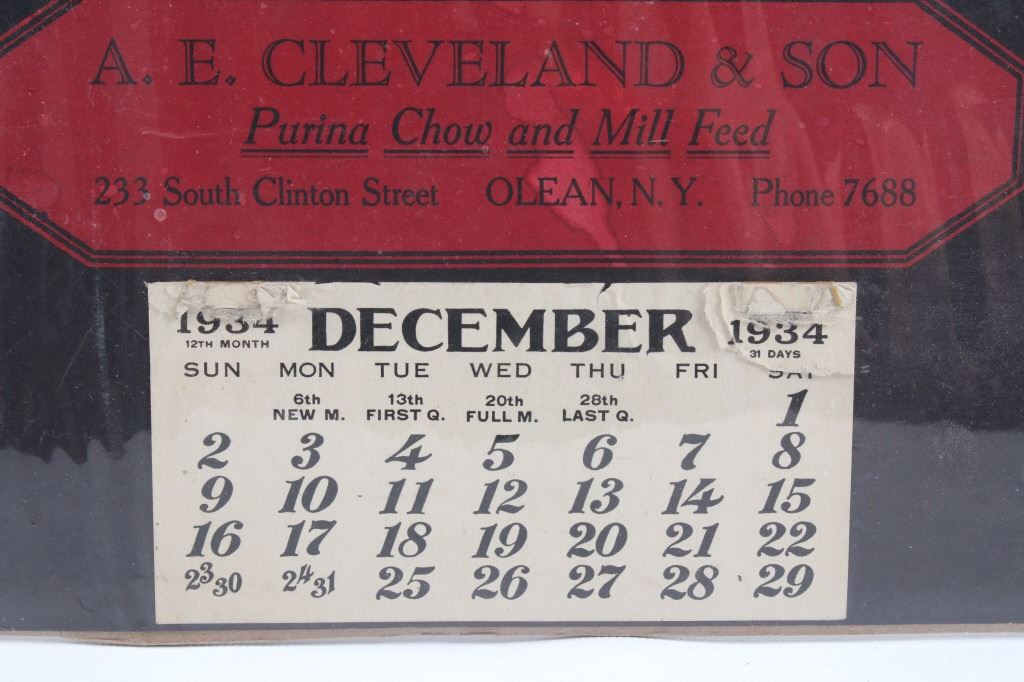 A. E. CLEVELAND & SON
Purina Chow and Mill Feed
233 South Clinton Street OLEAN, N. Y. Phone 7688
1934 DECEMBER 1934
12TH MONTH 31 DAYS
SUN MON TUE WED THU FRI SAT
6th 13th 20th 28th
NEW M. FIRST Q. FULL M. LAST Q.
1
2 3 4 5 6 7 8
9 10 11 12 13 14 15
16 17 18 19 20 21 22
23 30 24 31 25 26 27 28 29